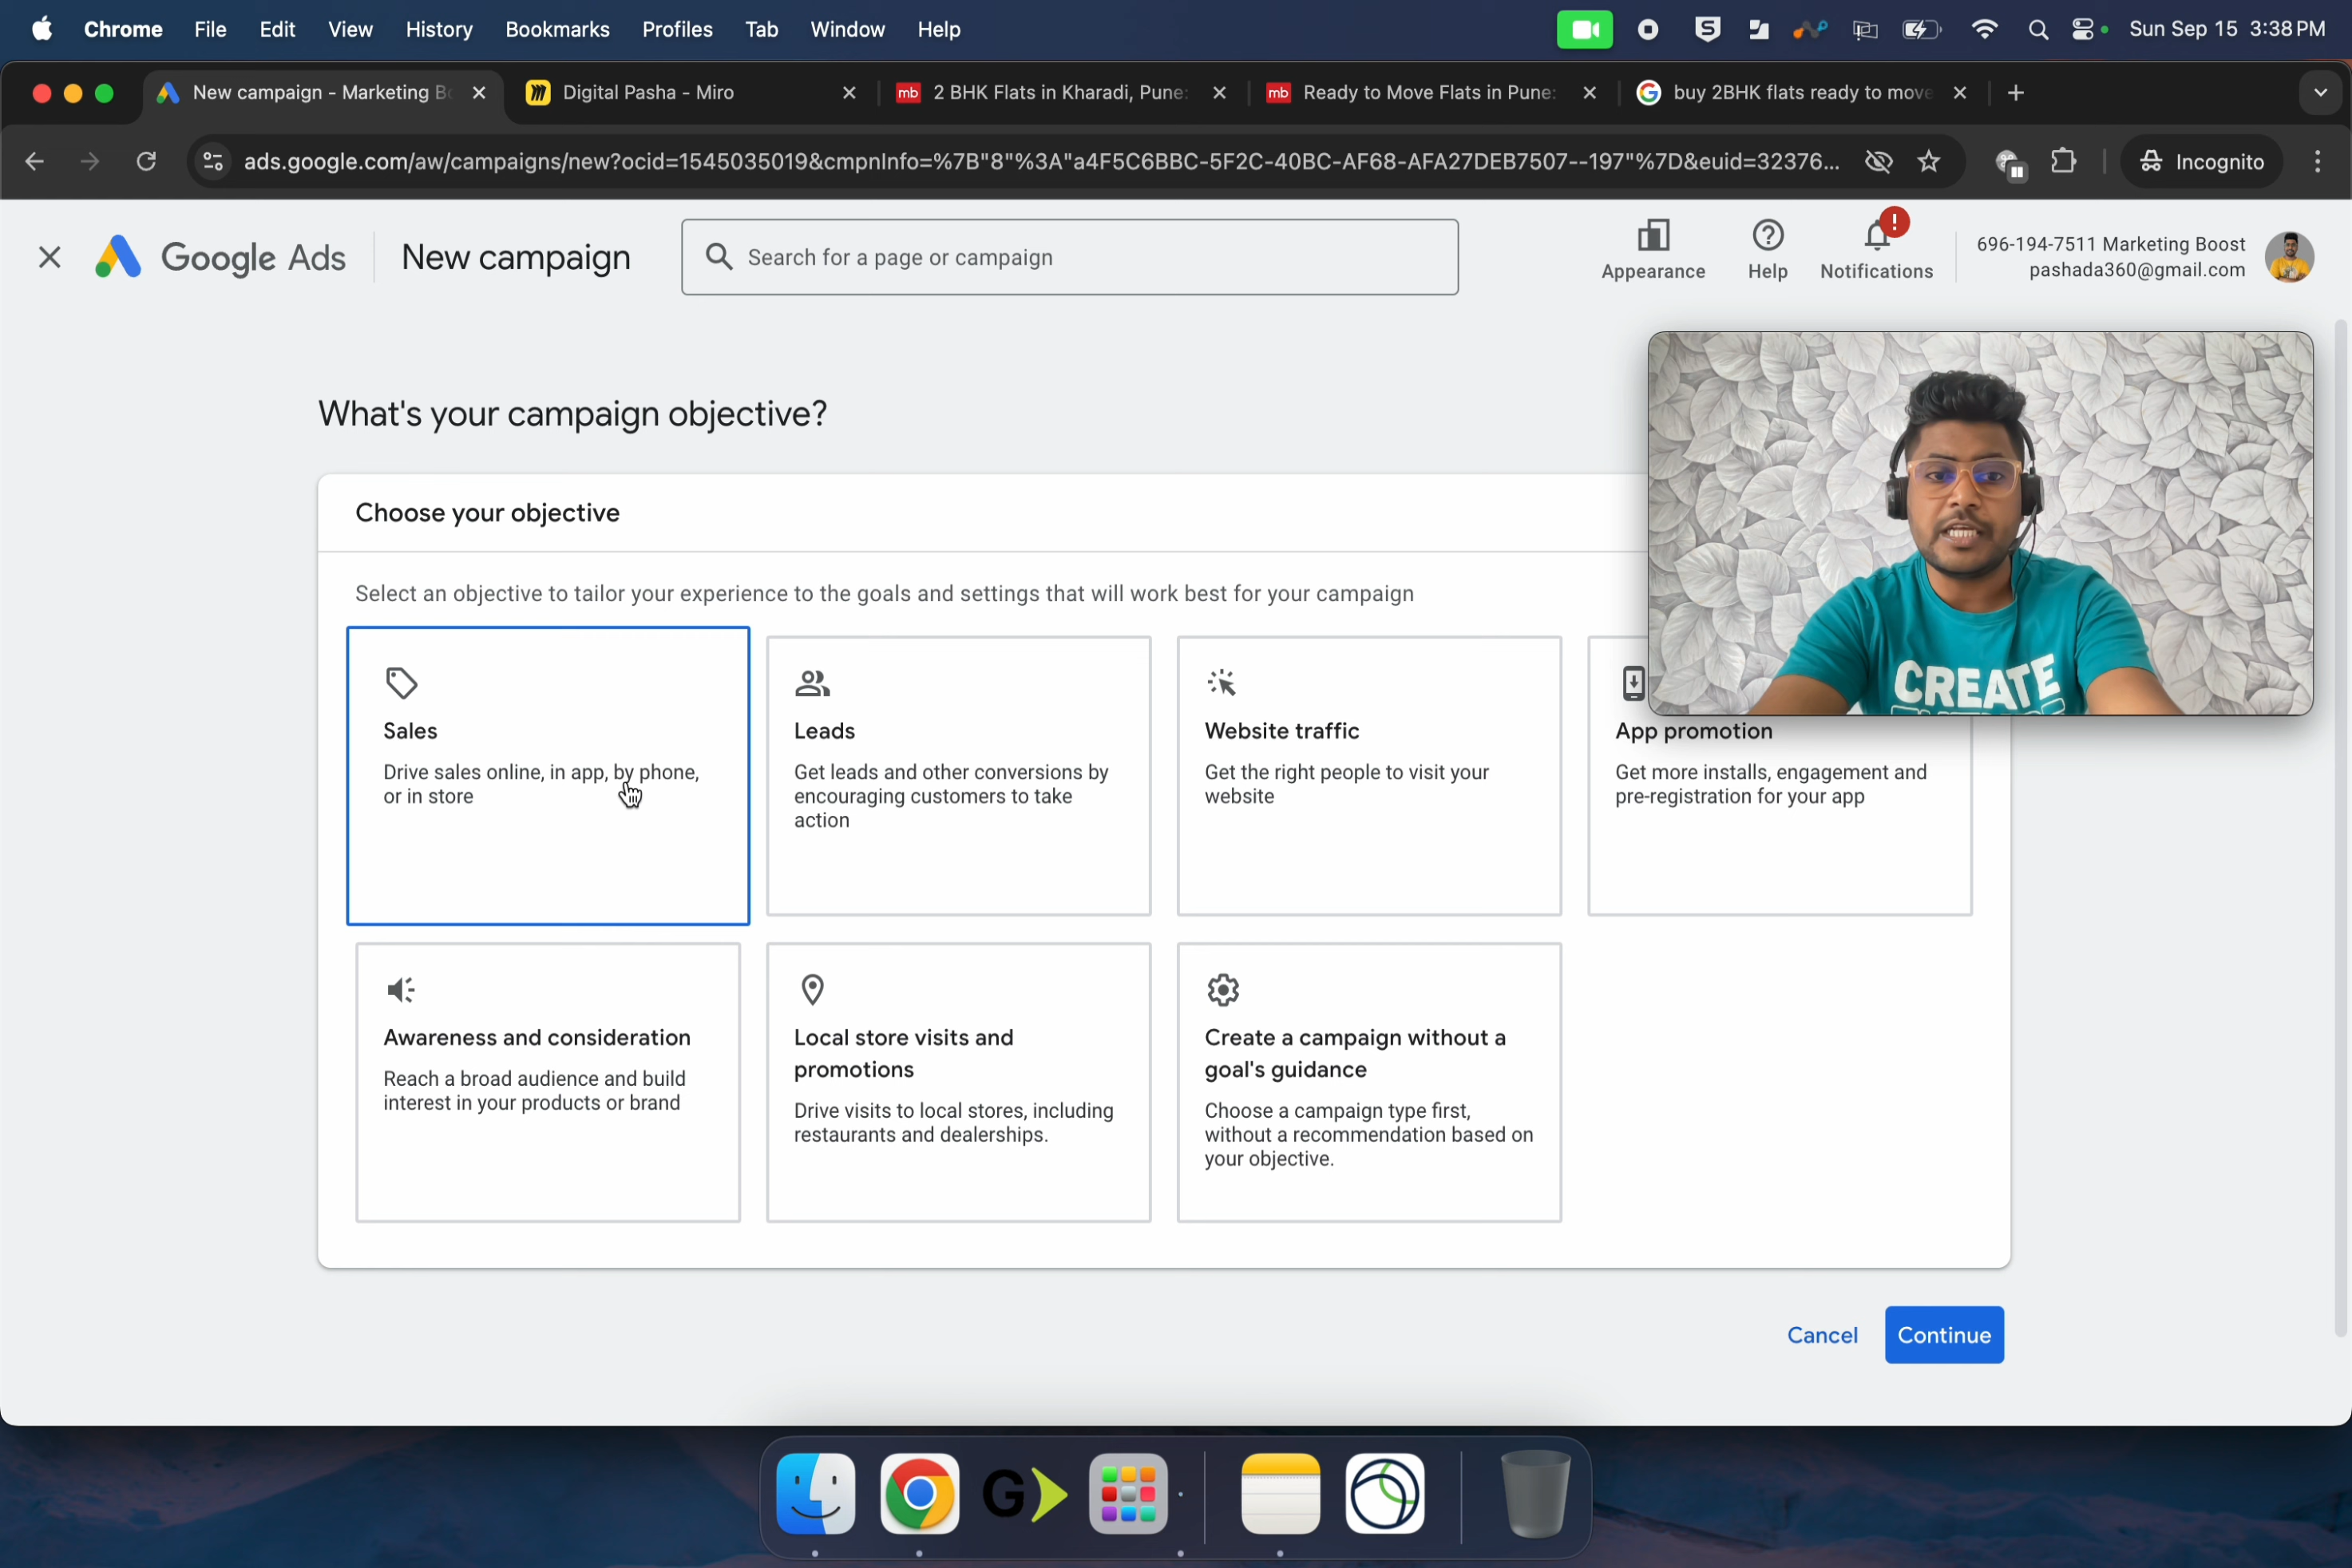 Chrome File Edit View History Bookmarks Profiles Tab Window Help Sun Sep 15 3:38 PM
New campaign - Marketing B
Digital Pasha - Miro
mb 2 BHK Flats in Kharadi, Pune:
mb Ready to Move Flats in Pune:
buy 2BHK flats ready to move
ads.google.com/aw/campaigns/new?ocid=1545035019&cmpnInfo=%7B"8"%3A"a4F5C6BBC-5F2C-40BC-AF68-AFA27DEB7507--197"%7D&euid=32376...
Incognito
Google Ads
New campaign
Search for a page or campaign
Appearance
Help
Notifications
696-194-7511 Marketing Boost
pashada360@gmail.com
What's your campaign objective?
Choose your objective
Select an objective to tailor your experience to the goals and settings that will work best for your campaign
Sales
Drive sales online, in app, by phone,
or in store
Leads
Get leads and other conversions by
encouraging customers to take
action
Website traffic
Get the right people to visit your
website
App promotion
Get more installs, engagement and
pre-registration for your app
CREATE
Awareness and consideration
Reach a broad audience and build
interest in your products or brand
Local store visits and
promotions
Drive visits to local stores, including
restaurants and dealerships.
Create a campaign without a
goal's guidance
Choose a campaign type first,
without a recommendation based on
your objective.
Cancel
Continue